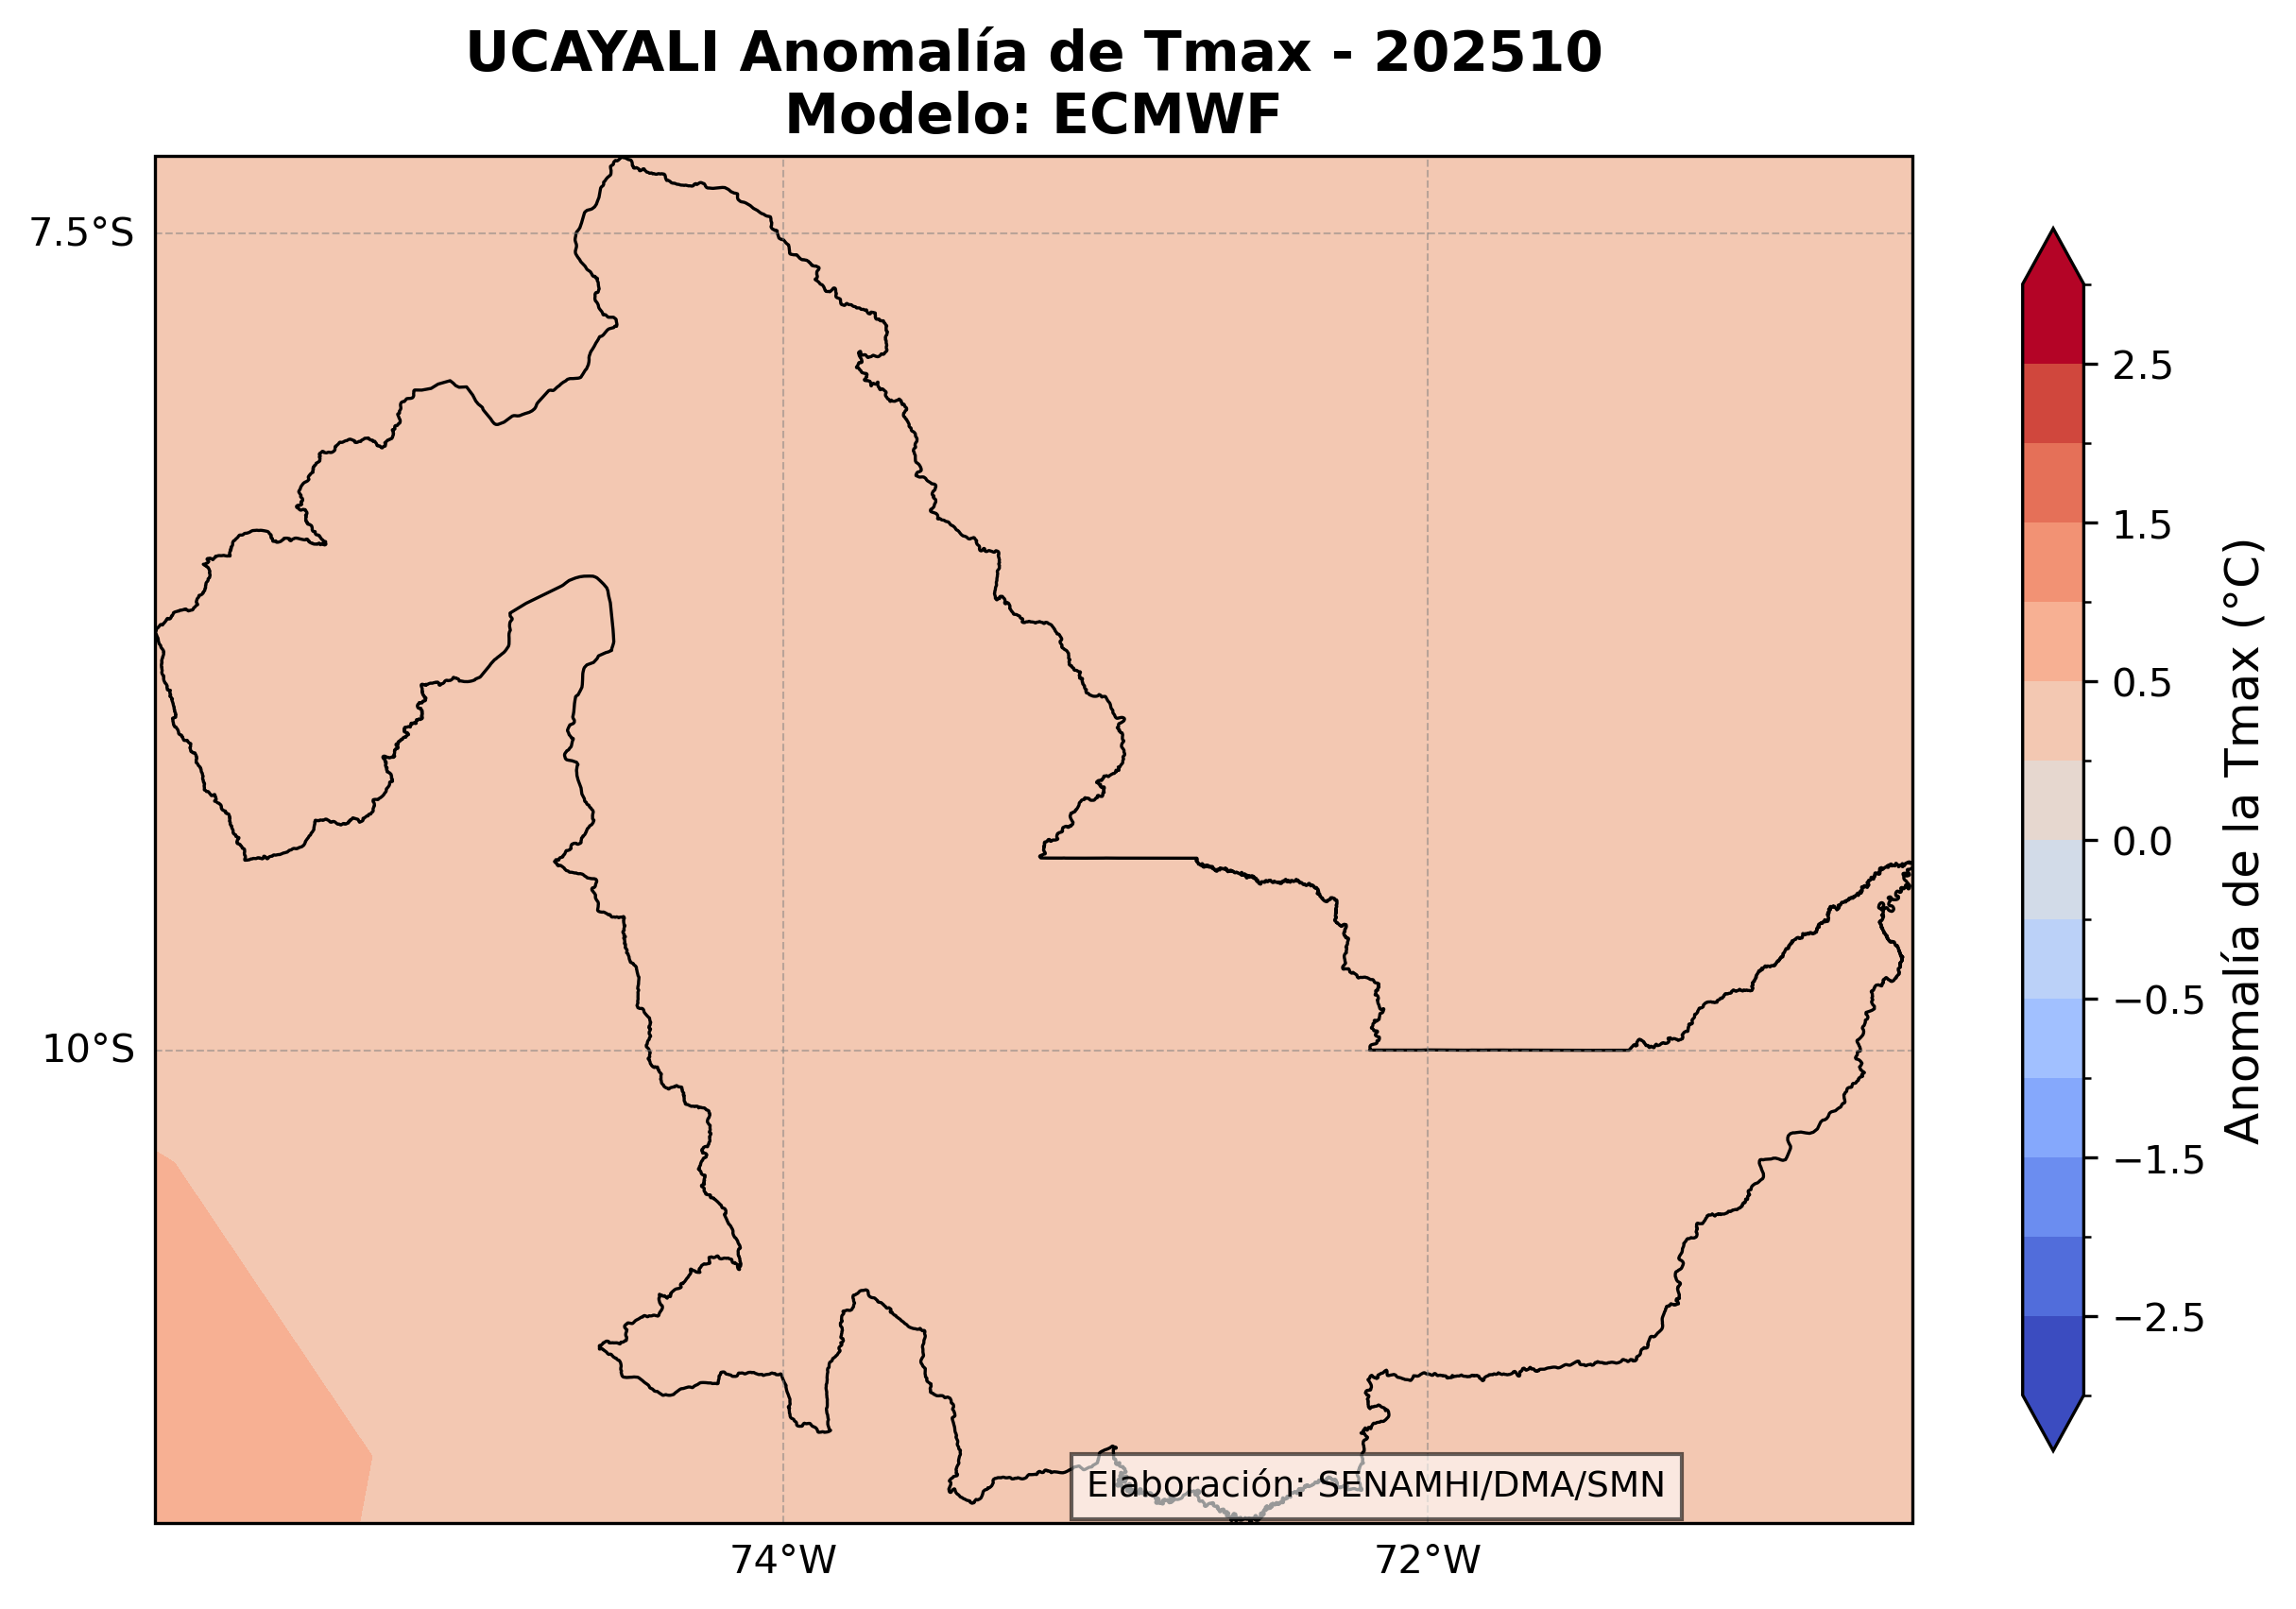 UCAYALI Anomalía de Tmax - 202510
Modelo: ECMWF
7.5°S
10°S
74°W
72°W
Elaboración: SENAMHI/DMA/SMN
2.5
1.5
0.5
0.0
−0.5
−1.5
−2.5
Anomalía de la Tmax (°C)